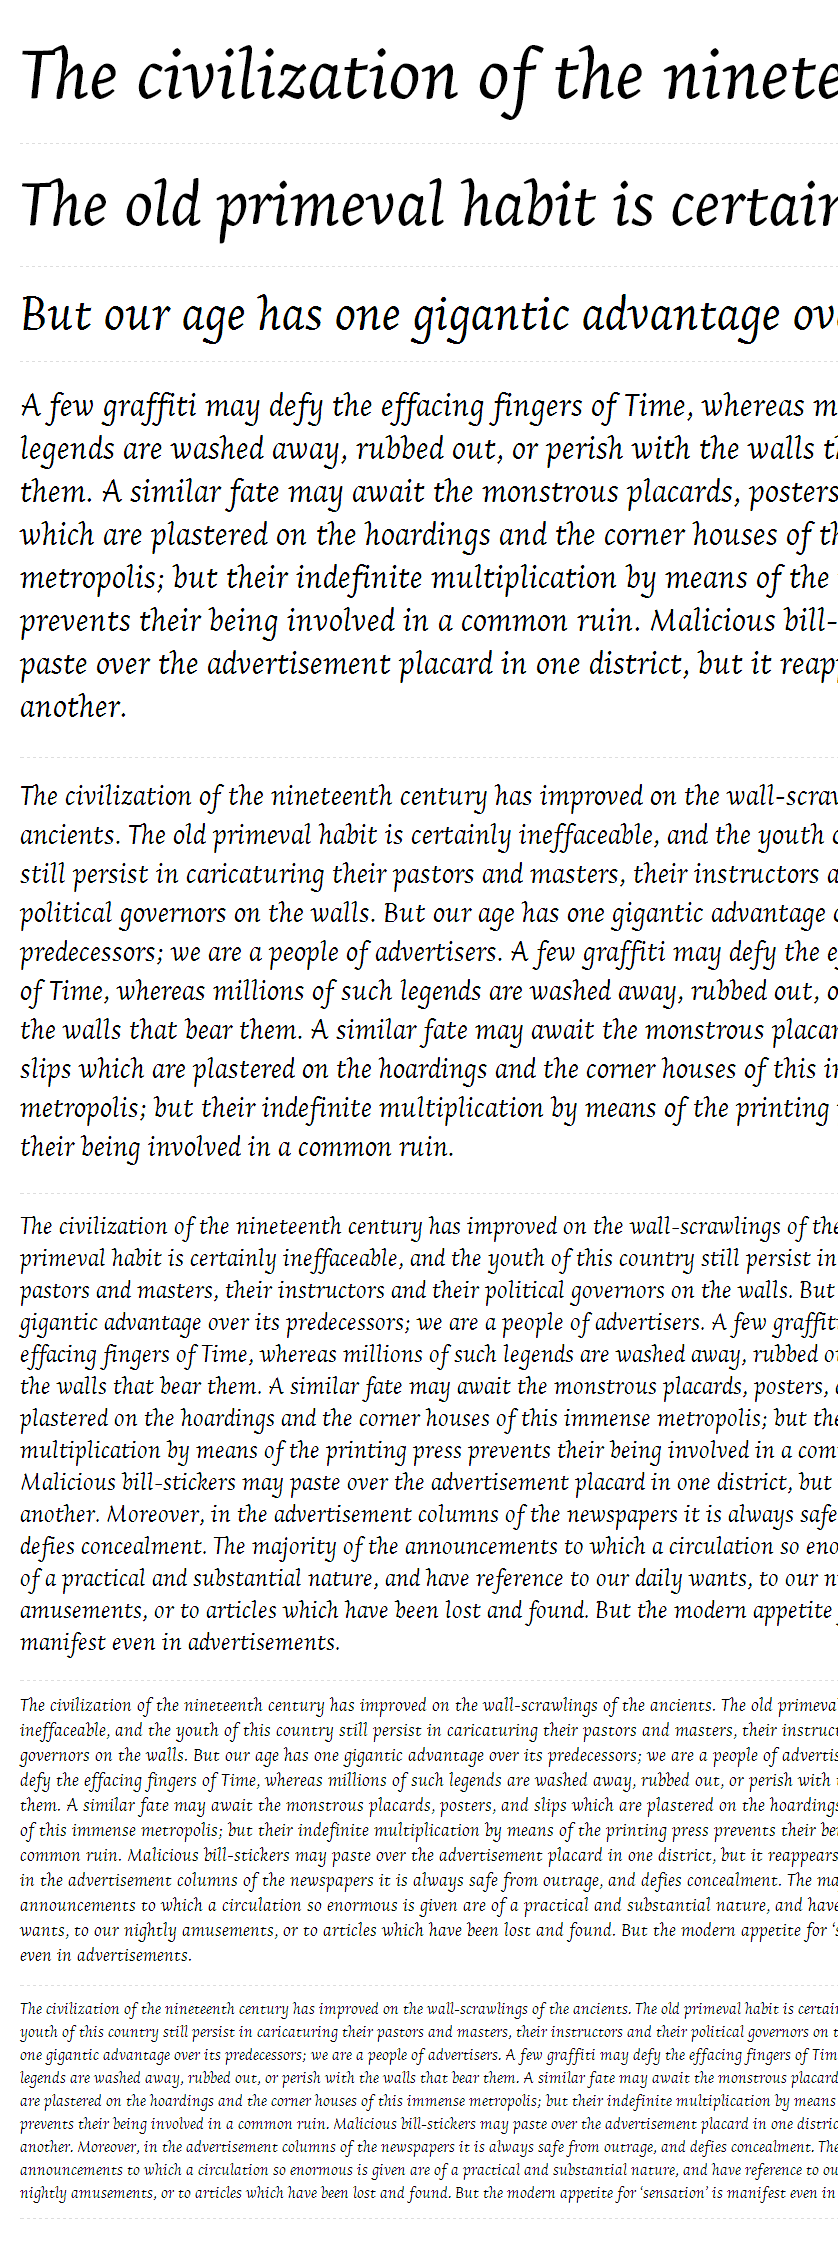 The civilization of the ninete
The old primeval habit is certain
But our age has one gigantic advantage ov
A few graffiti may defy the effacing fingers of Time, whereas m
legends are washed away, rubbed out, or perish with the walls th
them. A similar fate may await the monstrous placards, posters
which are plastered on the hoardings and the corner houses of th
metropolis; but their indefinite multiplication by means of the
prevents their being involved in a common ruin. Malicious bill-
paste over the advertisement placard in one district, but it reapp
another.
The civilization of the nineteenth century has improved on the wall-scraw
ancients. The old primeval habit is certainly ineffaceable, and the youth o
still persist in caricaturing their pastors and masters, their instructors a
political governors on the walls. But our age has one gigantic advantage o
predecessors; we are a people of advertisers. A few graffiti may defy the e
of Time, whereas millions of such legends are washed away, rubbed out, o
the walls that bear them. A similar fate may await the monstrous placar
slips which are plastered on the hoardings and the corner houses of this i
metropolis; but their indefinite multiplication by means of the printing
their being involved in a common ruin.
The civilization of the nineteenth century has improved on the wall-scrawlings of the
primeval habit is certainly ineffaceable, and the youth of this country still persist in
pastors and masters, their instructors and their political governors on the walls. But
gigantic advantage over its predecessors; we are a people of advertisers. A few graffiti
effacing fingers of Time, whereas millions of such legends are washed away, rubbed o
the walls that bear them. A similar fate may await the monstrous placards, posters,
plastered on the hoardings and the corner houses of this immense metropolis; but the
multiplication by means of the printing press prevents their being involved in a com
Malicious bill-stickers may paste over the advertisement placard in one district, but
another. Moreover, in the advertisement columns of the newspapers it is always safe
defies concealment. The majority of the announcements to which a circulation so eno
of a practical and substantial nature, and have reference to our daily wants, to our n
amusements, or to articles which have been lost and found. But the modern appetite
manifest even in advertisements.
The civilization of the nineteenth century has improved on the wall-scrawlings of the ancients. The old primeva
ineffaceable, and the youth of this country still persist in caricaturing their pastors and masters, their instruc
governors on the walls. But our age has one gigantic advantage over its predecessors; we are a people of advertis
defy the effacing fingers of Time, whereas millions of such legends are washed away, rubbed out, or perish with
them. A similar fate may await the monstrous placards, posters, and slips which are plastered on the hoardings
of this immense metropolis; but their indefinite multiplication by means of the printing press prevents their be
common ruin. Malicious bill-stickers may paste over the advertisement placard in one district, but it reappears
in the advertisement columns of the newspapers it is always safe from outrage, and defies concealment. The ma
announcements to which a circulation so enormous is given are of a practical and substantial nature, and have
wants, to our nightly amusements, or to articles which have been lost and found. But the modern appetite for ‘s
even in advertisements.
The civilization of the nineteenth century has improved on the wall-scrawlings of the ancients. The old primeval habit is certain
youth of this country still persist in caricaturing their pastors and masters, their instructors and their political governors on t
one gigantic advantage over its predecessors; we are a people of advertisers. A few graffiti may defy the effacing fingers of Tim
legends are washed away, rubbed out, or perish with the walls that bear them. A similar fate may await the monstrous placard
are plastered on the hoardings and the corner houses of this immense metropolis; but their indefinite multiplication by means
prevents their being involved in a common ruin. Malicious bill-stickers may paste over the advertisement placard in one distric
another. Moreover, in the advertisement columns of the newspapers it is always safe from outrage, and defies concealment. The
announcements to which a circulation so enormous is given are of a practical and substantial nature, and have reference to ou
nightly amusements, or to articles which have been lost and found. But the modern appetite for ‘sensation’ is manifest even in